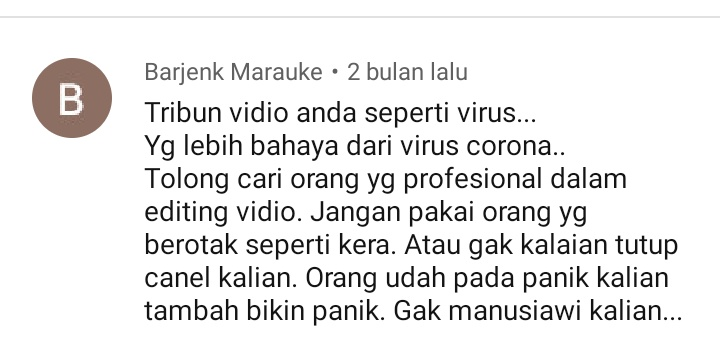 B
Barjenk Marauke • 2 bulan lalu
Tribun vidio anda seperti virus...
Yg lebih bahaya dari virus corona..
Tolong cari orang yg profesional dalam
editing vidio. Jangan pakai orang yg
berotak seperti kera. Atau gak kalaian tutup
canel kalian. Orang udah pada panik kalian
tambah bikin panik. Gak manusiawi kalian...